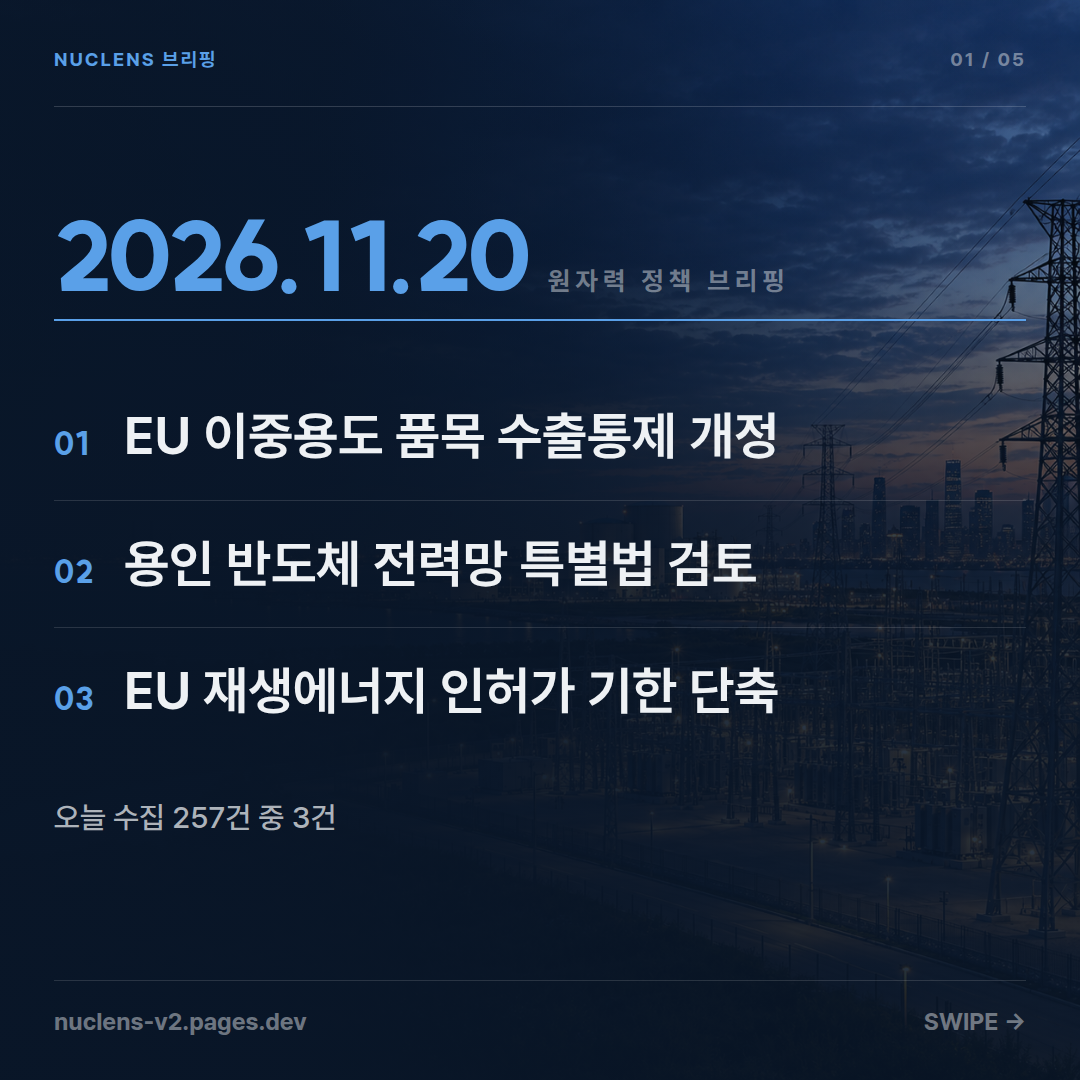 NUCLENS 브리핑
01 / 05
2026.11.20 원자력 정책 브리핑
01 EU 이중용도 품목 수출통제 개정
02 용인 반도체 전력망 특별법 검토
03 EU 재생에너지 인허가 기한 단축
오늘 수집 257건 중 3건
nuclens-v2.pages.dev
SWIPE →